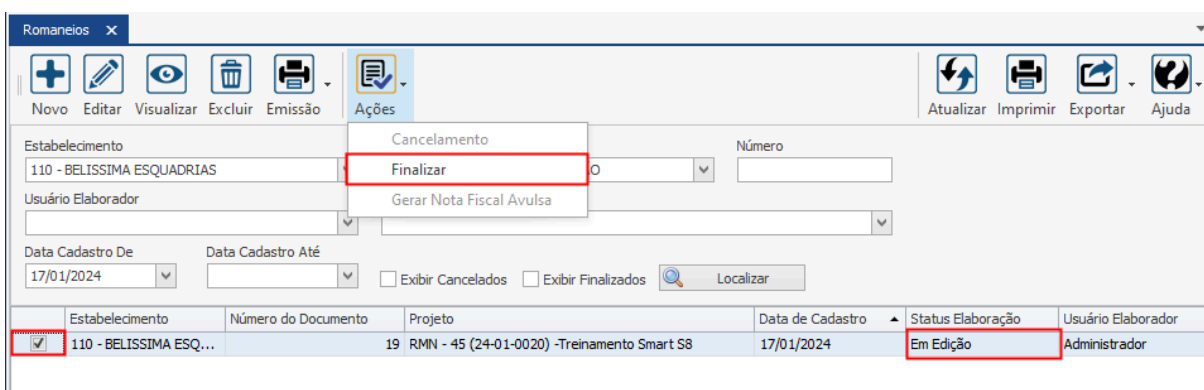 Romaneios
Novo Editar Visualizar Excluir Emissão Ações Atualizar Imprimir Exportar Ajuda
Cancelamento
Finalizar
Gerar Nota Fiscal Avulsa
Estabelecimento Número
110 - BELISSIMA ESQUADRIAS
Usuário Elaborador
Data Cadastro De Data Cadastro Até
17/01/2024 Exibir Cancelados Exibir Finalizados Localizar
Estabelecimento Número do Documento Projeto Data de Cadastro Status Elaboração Usuário Elaborador
110 - BELISSIMA ESQ... 19 RMN - 45 (24-01-0020) -Treinamento Smart S8 17/01/2024 Em Edição Administrador